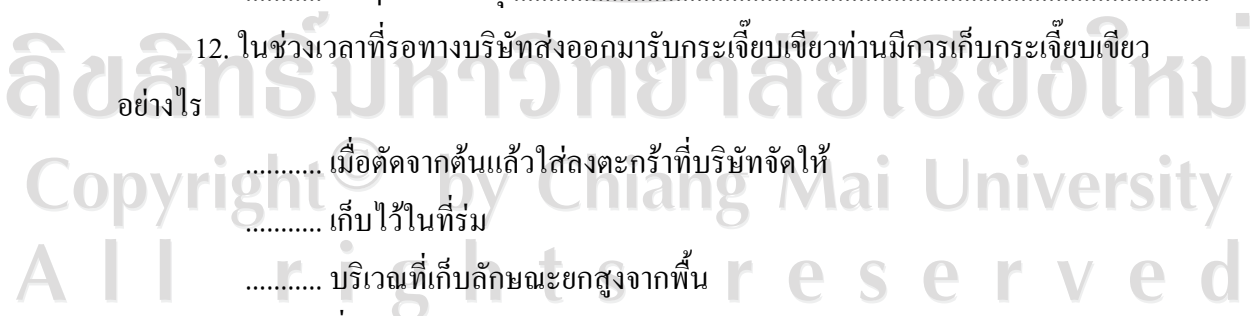 12. ในช่วงเวลาที่รอทางบริษัทส่งออกมารับกระเจี๊ยบเขียวท่านมีการเก็บกระเจี๊ยบเขียว
อย่างไร
........... เมื่อตัดจากต้นแล้วใส่ลงตะกร้าที่บริษัทจัดให้
........... เก็บไว้ในที่ร่ม
........... บริเวณที่เก็บลักษณะยกสูงจากพื้น
ลิขสิทธิ์มหาวิทยาลัยเชียงใหม่
Copyright© by Chiang Mai University
All rights reserved